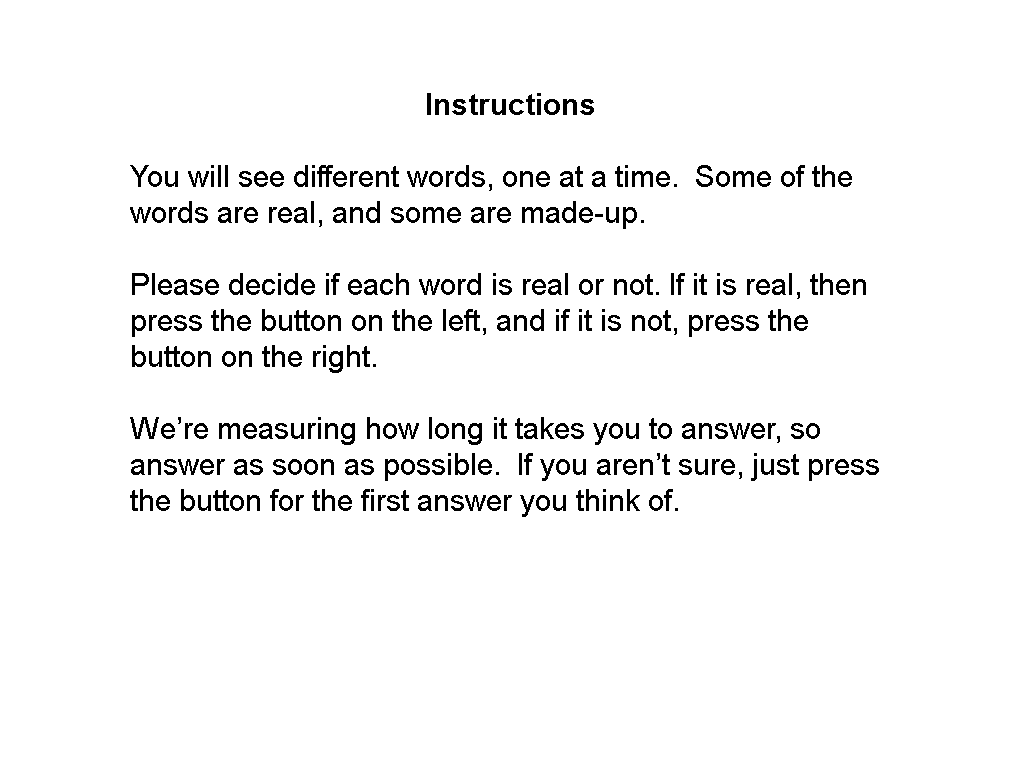 Instructions
You will see different words, one at a time.  Some of the
words are real, and some are made-up.
Please decide if each word is real or not. If it is real, then
press the button on the left, and if it is not, press the
button on the right.
We’re measuring how long it takes you to answer, so
answer as soon as possible.  If you aren’t sure, just press
the button for the first answer you think of.